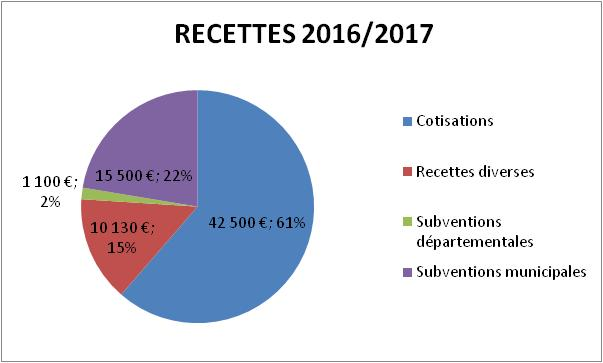 RECETTES 2016/2017
15 500 €; 22%
1 100 €;
2%
10 130 €;
15%
42 500 €; 61%
Cotisations
Recettes diverses
Subventions
départementales
Subventions municipales